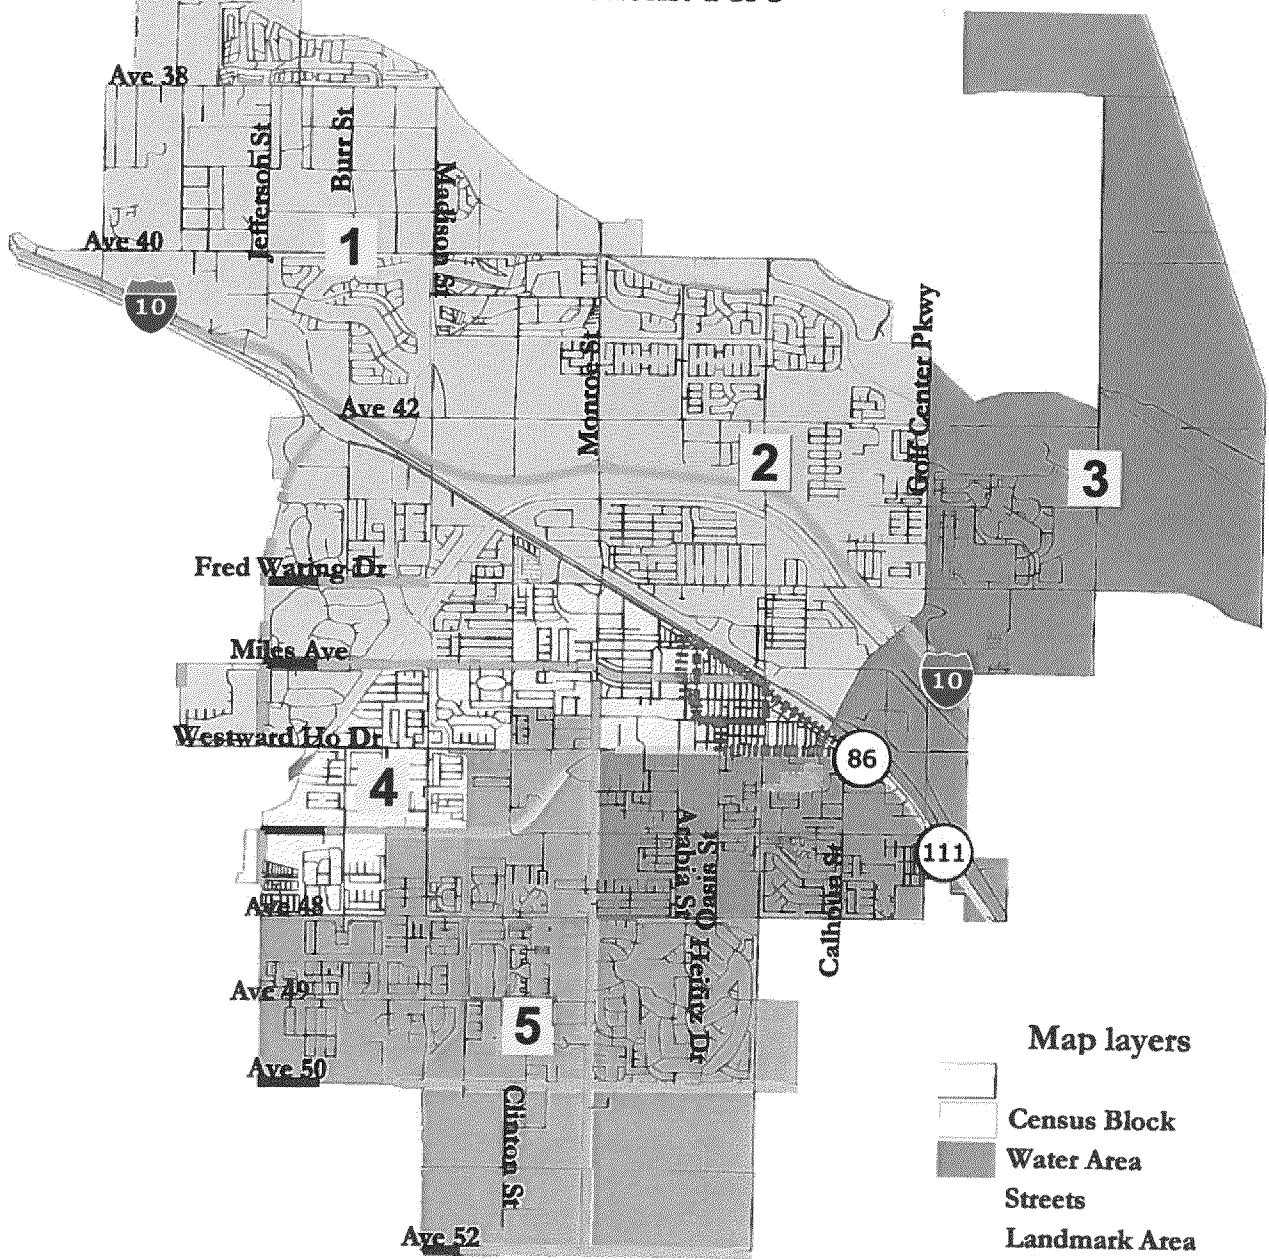 Ave 38
Jefferson St
Burr St
Madison St
Ave 40
1
10
Golf Center Pkwy
Monroe St
Ave 42
2
3
Fred Waring Dr
Miles Ave
10
Westward Ho Dr
86
4
Arabia St
Oasis St
Calhoun St
111
Ave 48
Heifitz Dr
Ave 49
5
Map layers
Ave 50
Clinton St
Census Block
Water Area
Streets
Landmark Area
Ave 52